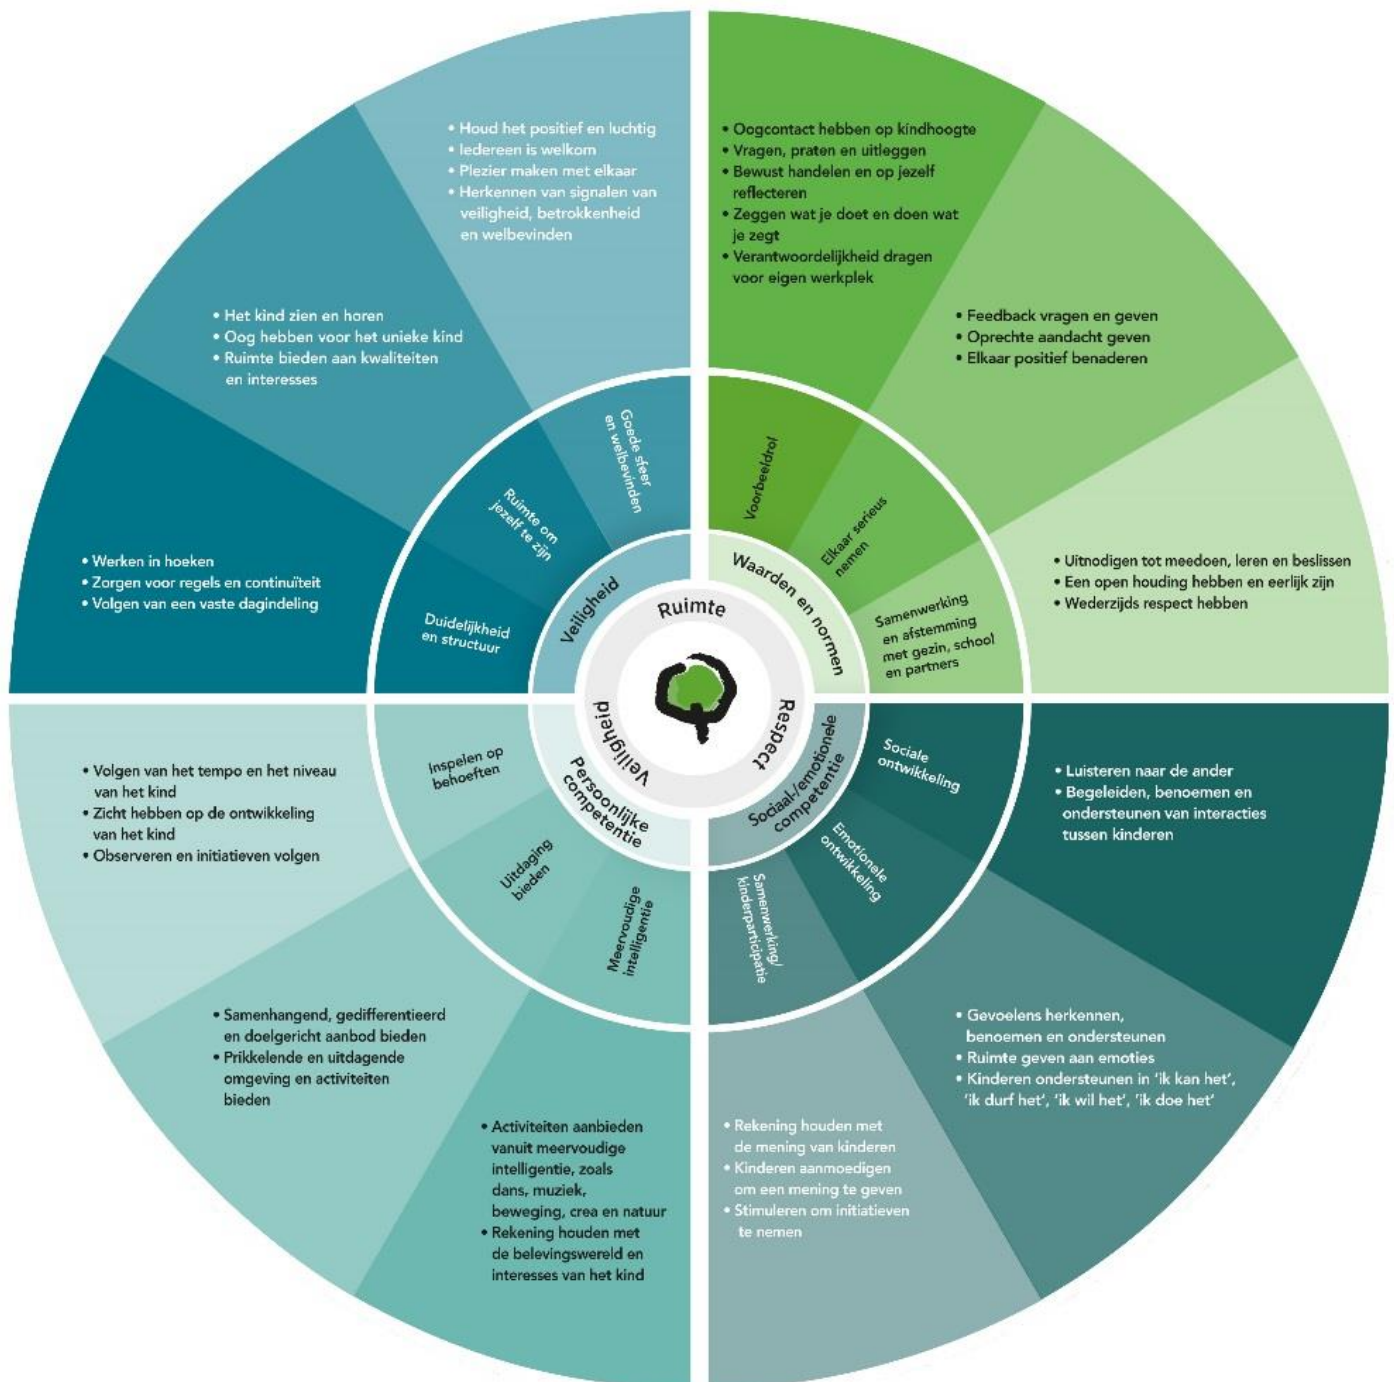 • Houd het positief en luchtig
• Iedereen is welkom
• Plezier maken met elkaar
• Herkennen van signalen van
veiligheid, betrokkenheid
en welbevinden
• Het kind zien en horen
• Oog hebben voor het unieke kind
• Ruimte bieden aan kwaliteiten
en interesses
• Werken in hoeken
• Zorgen voor regels en continuïteit
• Volgen van een vaste dagindeling
Goede sfeer
en welbevinden
Ruimte om
jezelf te zijn
Duidelijkheid
en structuur
Veiligheid
• Oogcontact hebben op kindhoogte
• Vragen, praten en uitleggen
• Bewust handelen en op jezelf
reflecteren
• Zeggen wat je doet en doen wat
je zegt
• Verantwoordelijkheid dragen
voor eigen werkplek
• Feedback vragen en geven
• Oprechte aandacht geven
• Elkaar positief benaderen
• Uitnodigen tot meedoen, leren en beslissen
• Een open houding hebben en eerlijk zijn
• Wederzijds respect hebben
Voorbeeldrol
Elkaar serieus
nemen
Samenwerking
en afstemming
met gezin, school
en partners
Waarden en normen
Ruimte
Respect
Veiligheid
Sociaal-/emotionele
competentie
Sociale
ontwikkeling
Emotionele
ontwikkeling
Samenwerking/
kinderparticipatie
• Luisteren naar de ander
• Begeleiden, benoemen en
ondersteunen van interacties
tussen kinderen
• Gevoelens herkennen,
benoemen en ondersteunen
• Ruimte geven aan emoties
• Kinderen ondersteunen in 'ik kan het',
'ik durf het', 'ik wil het', 'ik doe het'
• Rekening houden met
de mening van kinderen
• Kinderen aanmoedigen
om een mening te geven
• Stimuleren om initiatieven
te nemen
Persoonlijke
competentie
Inspelen op
behoeften
Uitdaging
bieden
Meervoudige
intelligentie
• Volgen van het tempo en het niveau
van het kind
• Zicht hebben op de ontwikkeling
van het kind
• Observeren en initiatieven volgen
• Samenhangend, gedifferentieerd
en doelgericht aanbod bieden
• Prikkelende en uitdagende
omgeving en activiteiten
bieden
• Activiteiten aanbieden
vanuit meervoudige
intelligentie, zoals
dans, muziek,
beweging, crea en natuur
• Rekening houden met
de belevingswereld en
interesses van het kind